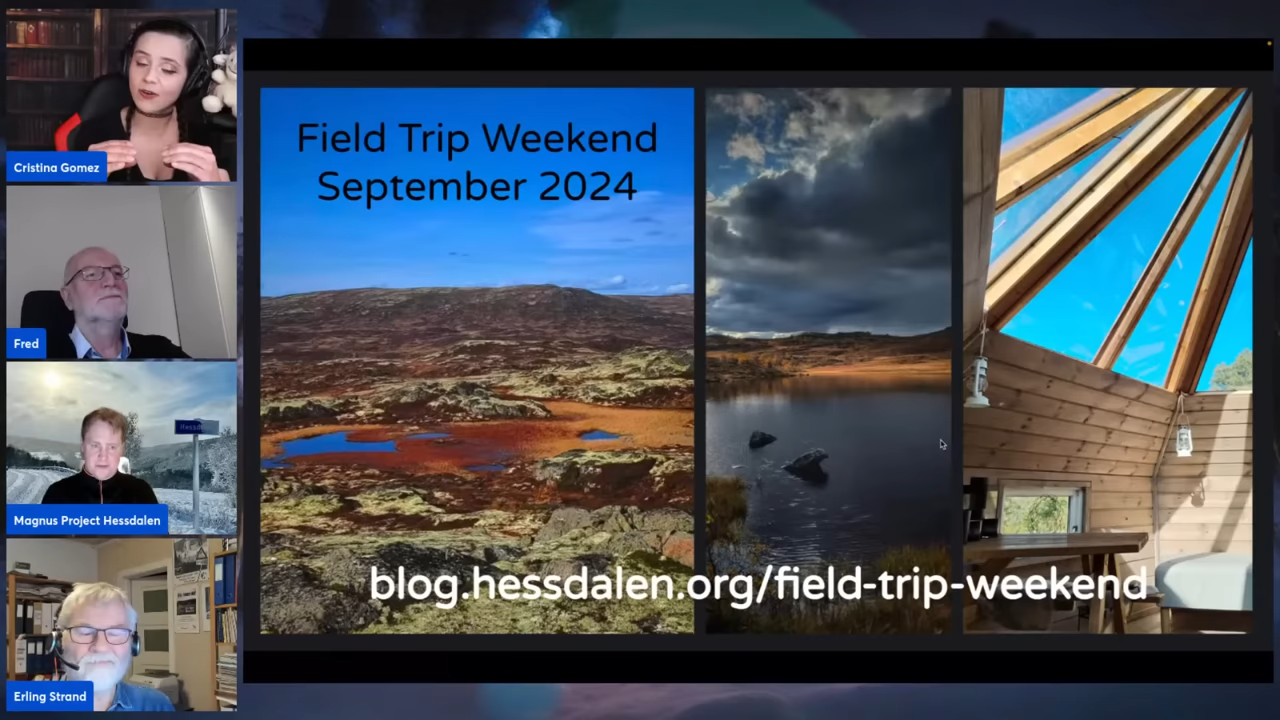 Cristina Gomez
Fred
Magnus Project Hessdalen
Erling Strand
Field Trip Weekend
September 2024
blog.hessdalen.org/field-trip-weekend